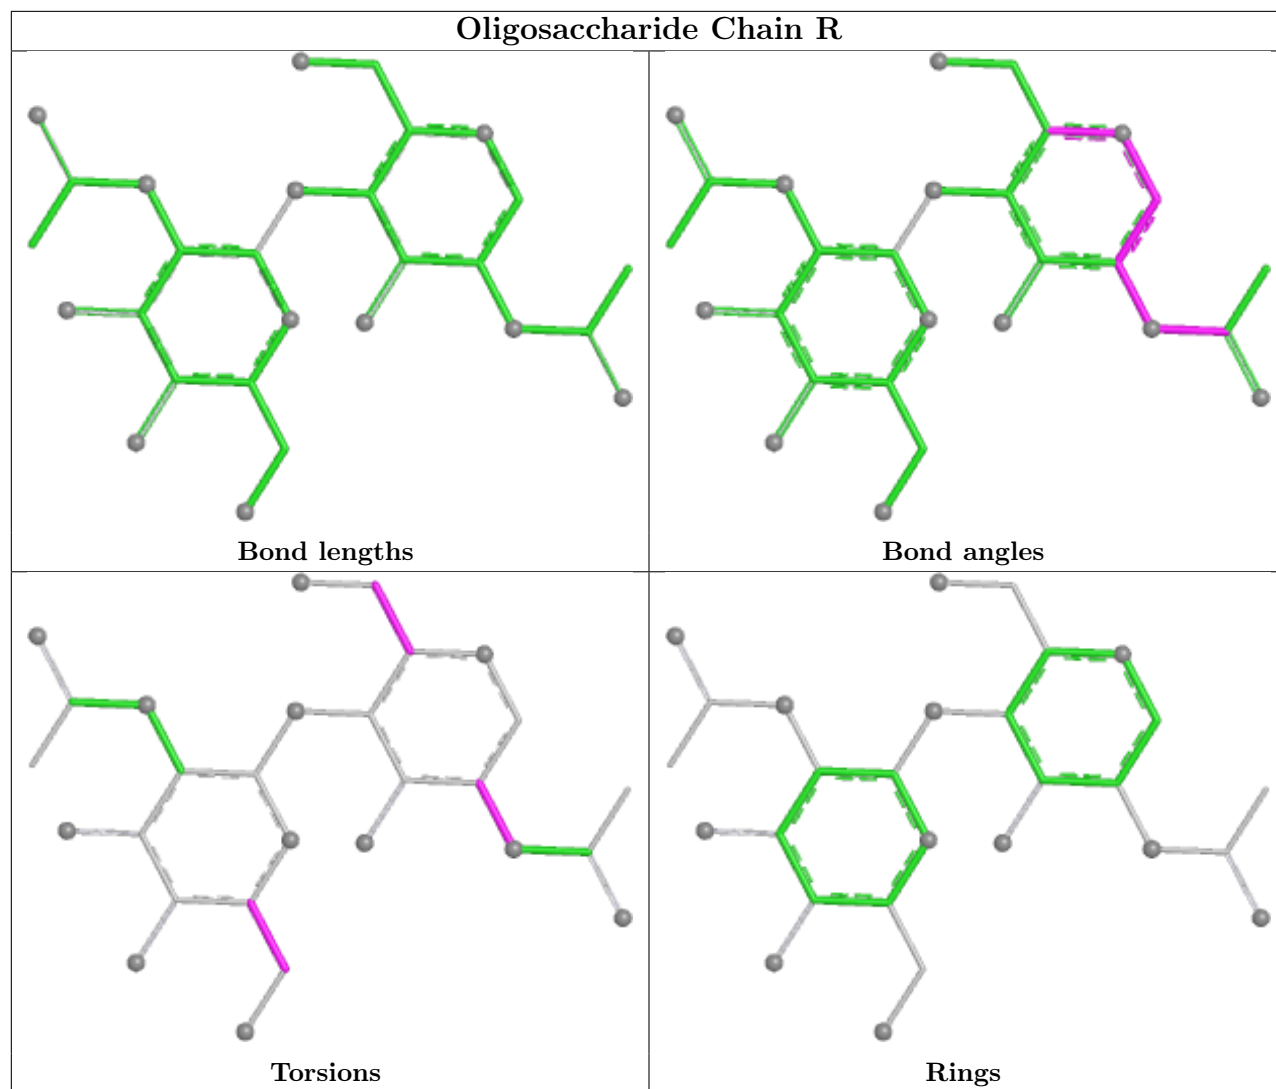 Oligosaccharide Chain R
Bond lengths
Bond angles
Torsions
Rings